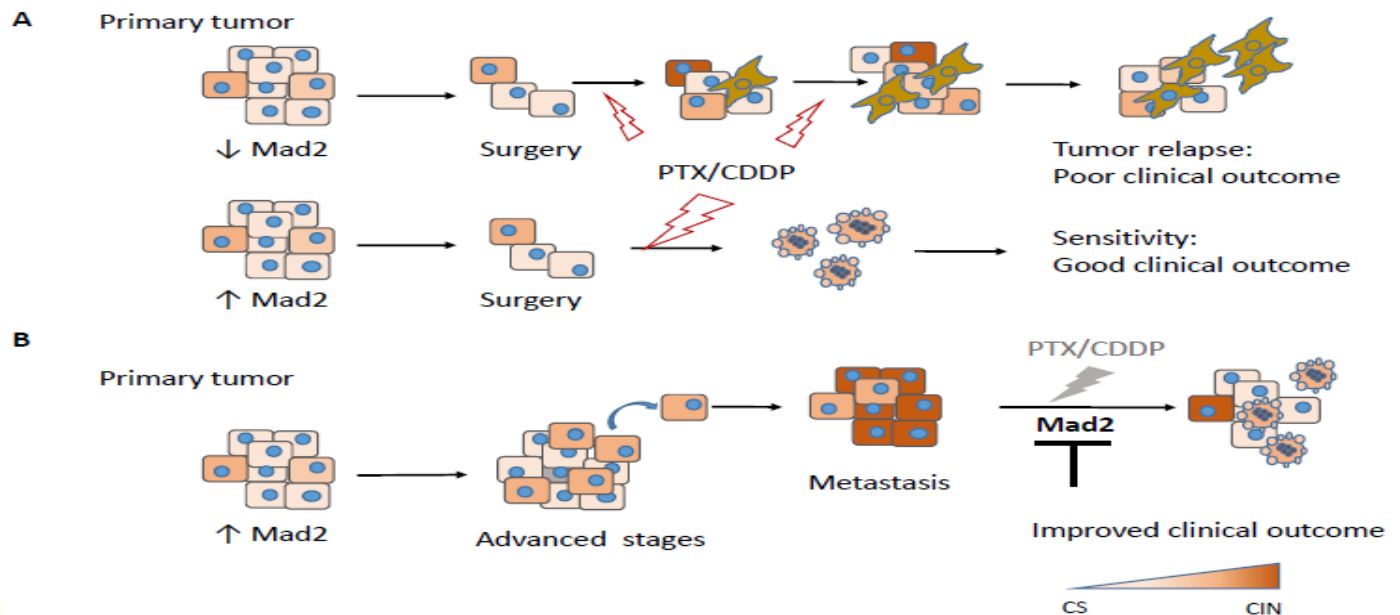 A
Primary tumor
↓ Mad2
Surgery
PTX/CDDP
Tumor relapse:
Poor clinical outcome
↑ Mad2
Surgery
Sensitivity:
Good clinical outcome
B
Primary tumor
↑ Mad2
Advanced stages
Metastasis
PTX/CDDP
Mad2
Improved clinical outcome
CS
CIN